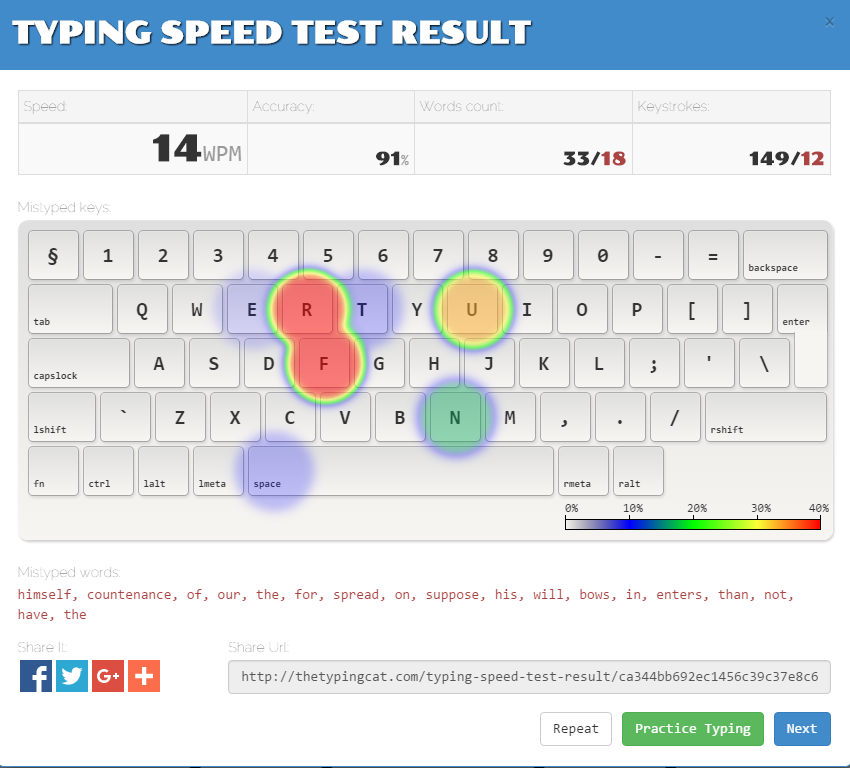 TYPING SPEED TEST RESULT ×
Speed: Accuracy: Words count: Keystrokes:
14WPM 91% 33/18 149/12
Mistyped keys:
§ 1 2 3 4 5 6 7 8 9 0 - = backspace
tab Q W E R T Y U I O P [ ] enter
capslock A S D F G H J K L ; ' \
lshift ` Z X C V B N M , . / rshift
fn ctrl lalt lmeta space rmeta ralt
0% 10% 20% 30% 40%
Mistyped words:
himself, countenance, of, our, the, for, spread, on, suppose, his, will, bows, in, enters, than, not,
have, the
Share It: Share Url:
f G+ + http://thetypingcat.com/typing-speed-test-result/ca344bb692ec1456c39c37e8c6
Repeat Practice Typing Next